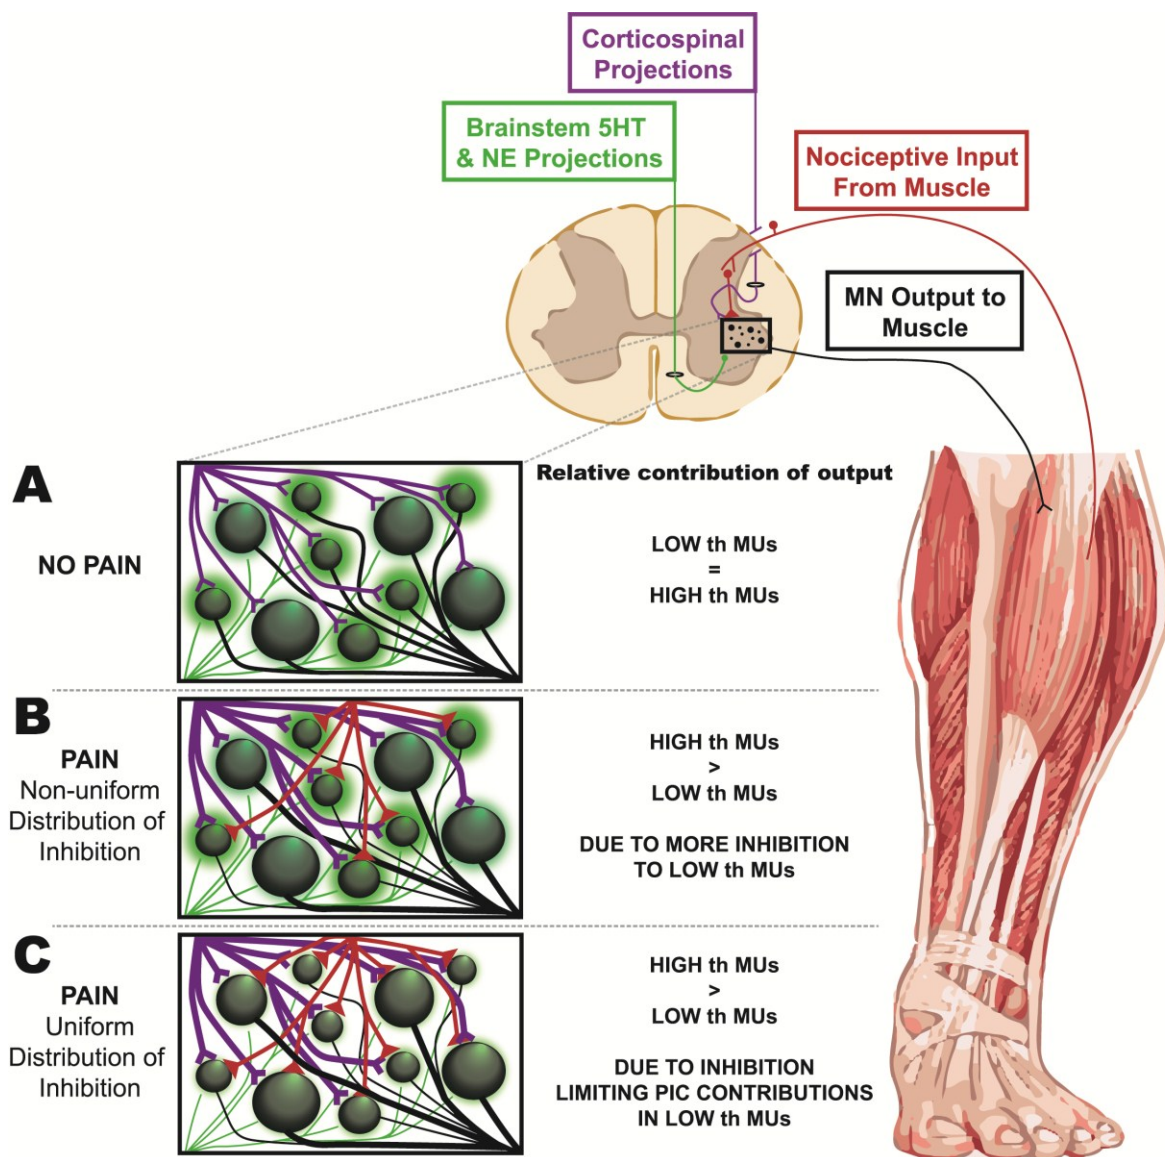 Corticospinal
Projections
Brainstem 5HT
& NE Projections
Nociceptive Input
From Muscle
MN Output to
Muscle
A
NO PAIN
Relative contribution of output
LOW th MUs
=
HIGH th MUs
B
PAIN
Non-uniform
Distribution of
Inhibition
HIGH th MUs
>
LOW th MUs
DUE TO MORE INHIBITION
TO LOW th MUs
C
PAIN
Uniform
Distribution of
Inhibition
HIGH th MUs
>
LOW th MUs
DUE TO INHIBITION
LIMITING PIC CONTRIBUTIONS
IN LOW th MUs